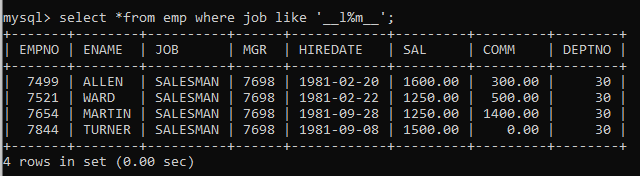 mysql> select *from emp where job like '__l%m__';
+-------+--------+----------+------+------------+---------+---------+--------+
| EMPNO | ENAME | JOB | MGR | HIREDATE | SAL | COMM | DEPTNO |
+-------+--------+----------+------+------------+---------+---------+--------+
| 7499 | ALLEN | SALESMAN | 7698 | 1981-02-20 | 1600.00 | 300.00 | 30 |
| 7521 | WARD | SALESMAN | 7698 | 1981-02-22 | 1250.00 | 500.00 | 30 |
| 7654 | MARTIN | SALESMAN | 7698 | 1981-09-28 | 1250.00 | 1400.00 | 30 |
| 7844 | TURNER | SALESMAN | 7698 | 1981-09-08 | 1500.00 | 0.00 | 30 |
+-------+--------+----------+------+------------+---------+---------+--------+
4 rows in set (0.00 sec)